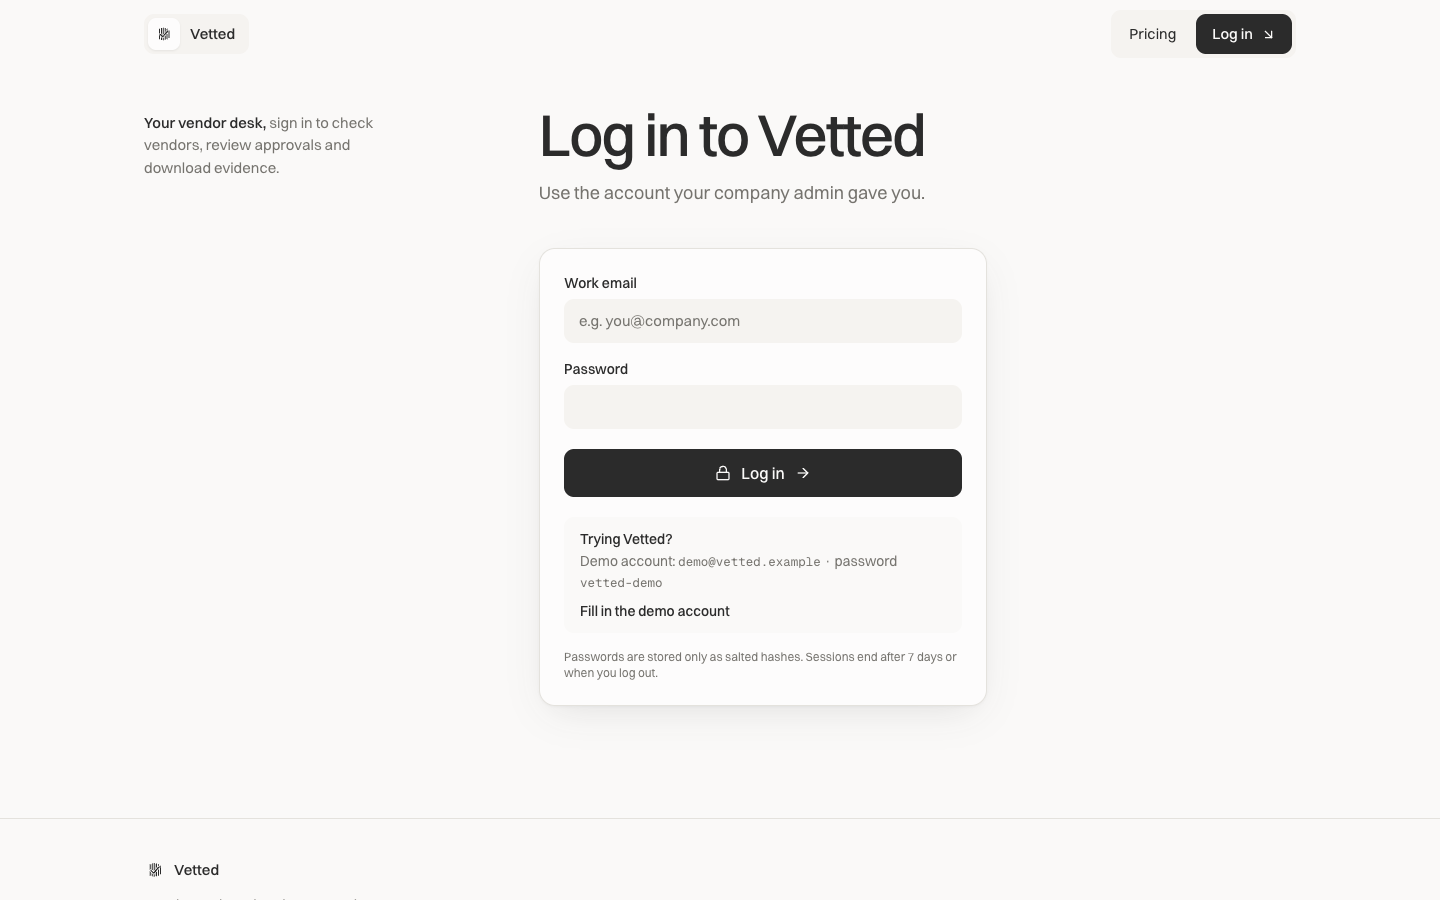 Vetted
Pricing
Log in
Your vendor desk, sign in to check
vendors, review approvals and
download evidence.
Log in to Vetted
Use the account your company admin gave you.
Work email
e.g. you@company.com
Password
Log in
Trying Vetted?
Demo account: demo@vetted.example · password
vetted-demo
Fill in the demo account
Passwords are stored only as salted hashes. Sessions end after 7 days or
when you log out.
Vetted